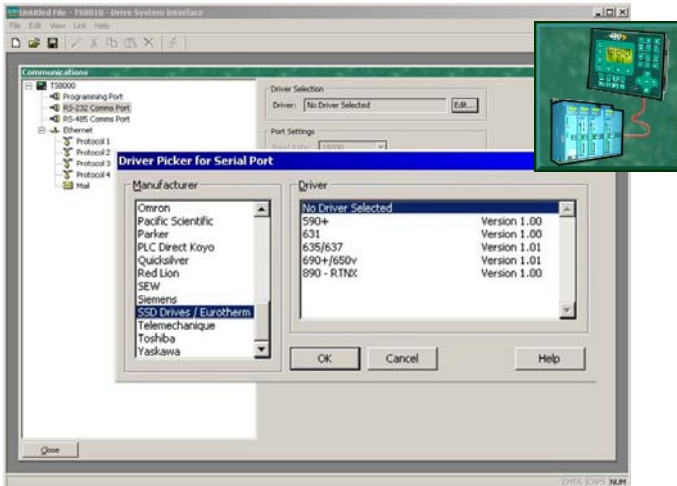 Untitled File - TS8010 - Drive System Interface
File Edit View Link Help
Communications
TS8000
Programming Port
RS-232 Comms Port
RS-485 Comms Port
Ethernet
Protocol 1
Protocol 2
Protocol 3
Protocol 4
Mail
Driver Selection
Driver: No Driver Selected Edit...
Port Settings
Driver Picker for Serial Port
Manufacturer
Omron
Pacific Scientific
Parker
PLC Direct Koyo
Quicksilver
Red Lion
SEW
Siemens
SSD Drives / Eurotherm
Telemechanique
Toshiba
Yaskawa
Driver
No Driver Selected
590+ Version 1.00
631 Version 1.00
635/637 Version 1.01
690+/650v Version 1.01
890 - RTNX Version 1.00
OK Cancel Help
Close
OVER CAPS NUM